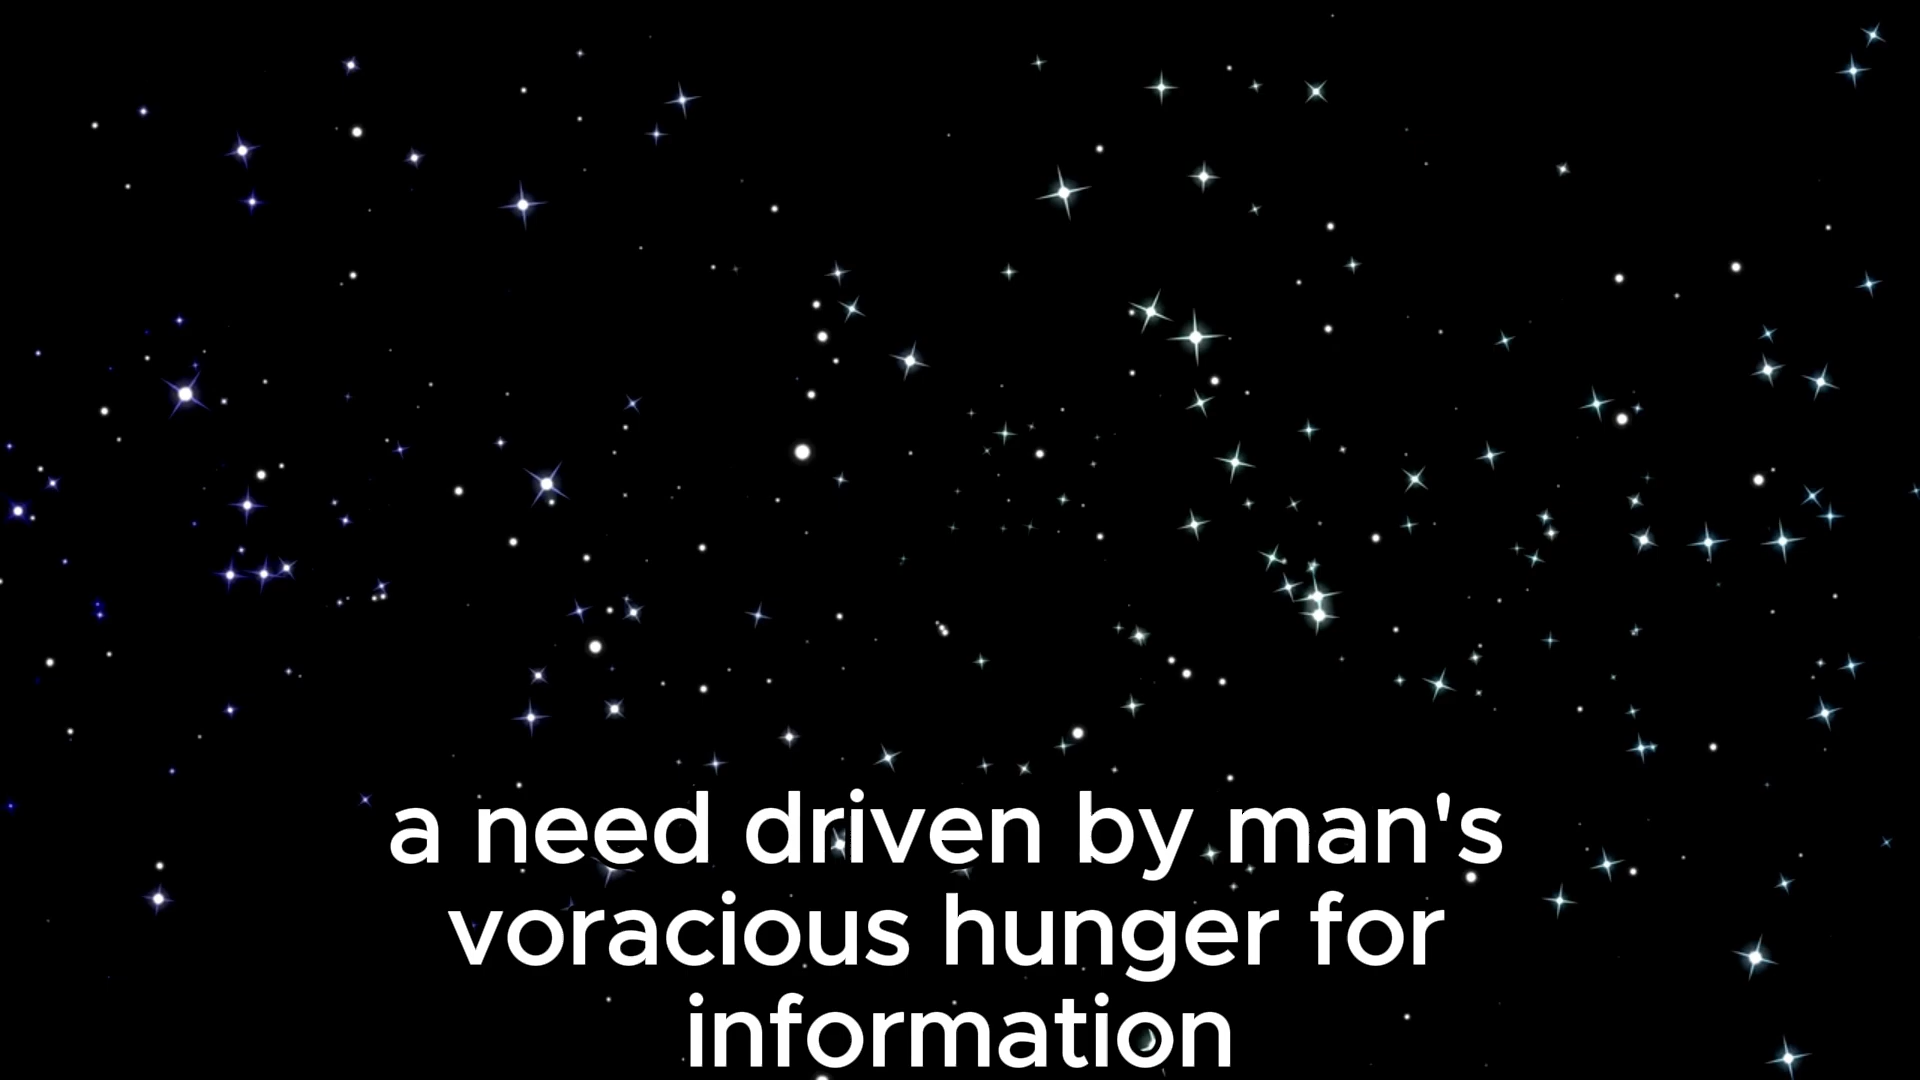 a need driven by man's
voracious hunger for
information